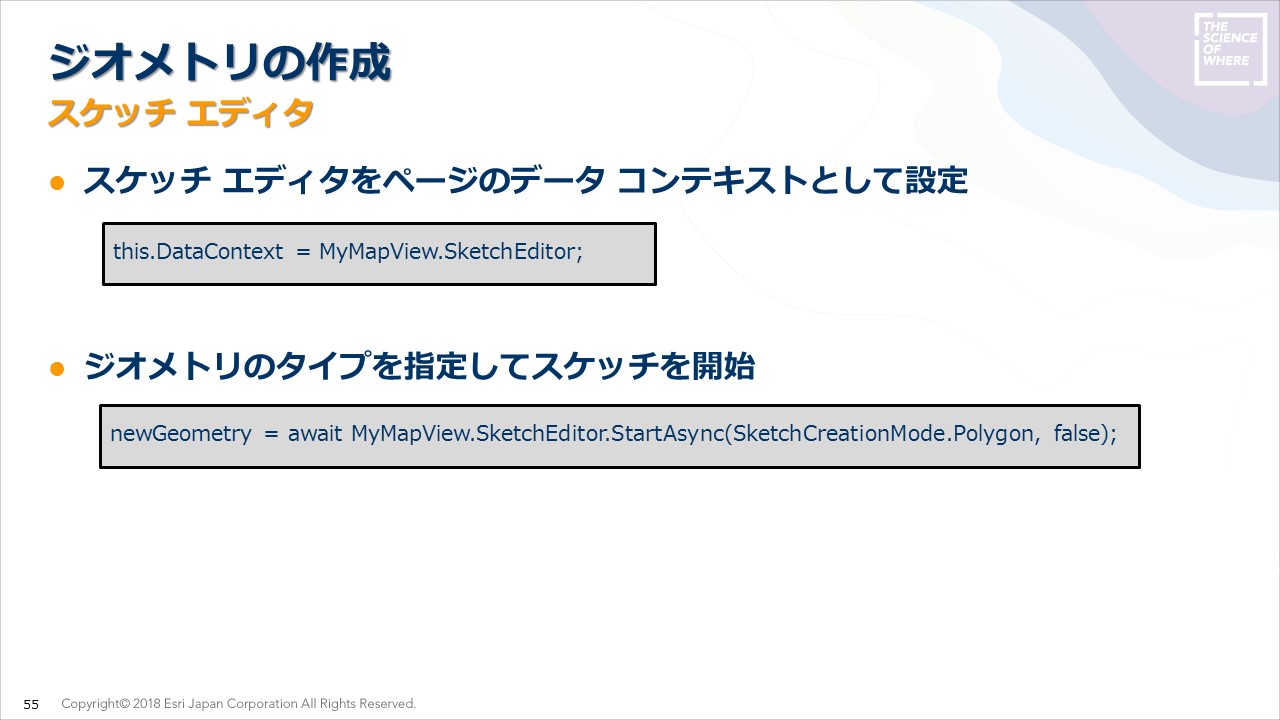 ジオメトリの作成
スケッチ エディタ
THE
SCIENCE
OF
WHERE
● スケッチ エディタをページのデータ コンテキストとして設定
this.DataContext = MyMapView.SketchEditor;
● ジオメトリのタイプを指定してスケッチを開始
newGeometry = await MyMapView.SketchEditor.StartAsync(SketchCreationMode.Polygon, false);
55 Copyright© 2018 Esri Japan Corporation All Rights Reserved.